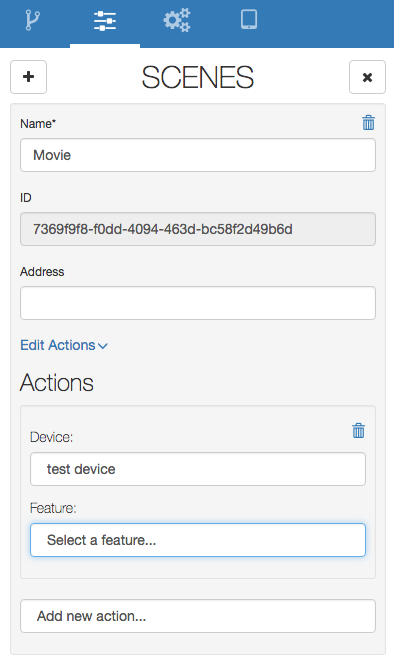 SCENES
Name*
Movie
ID
7369f9f8-f0dd-4094-463d-bc58f2d49b6d
Address
Edit Actions
Actions
Device:
test device
Feature:
Select a feature...
Add new action...